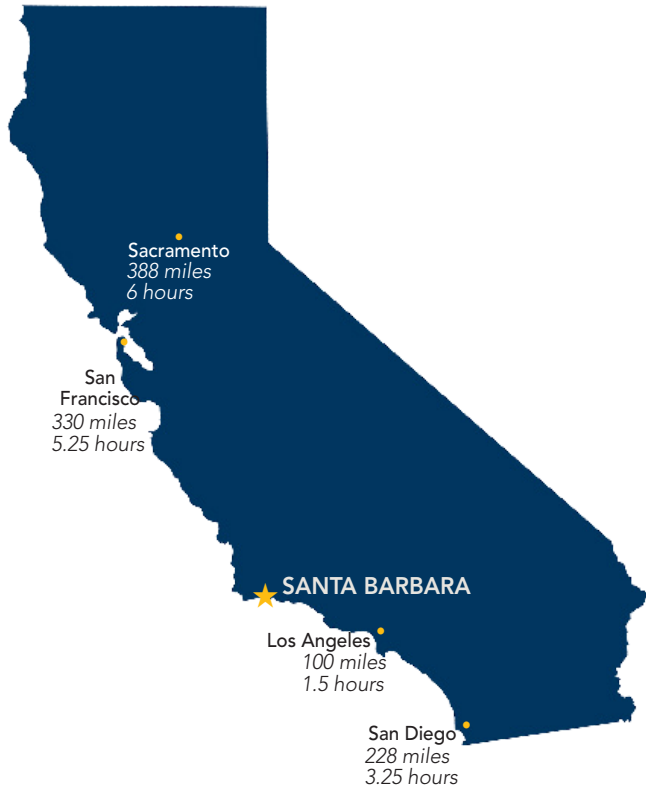 Sacramento
388 miles
6 hours
San
Francisco
330 miles
5.25 hours
SANTA BARBARA
Los Angeles
100 miles
1.5 hours
San Diego
228 miles
3.25 hours